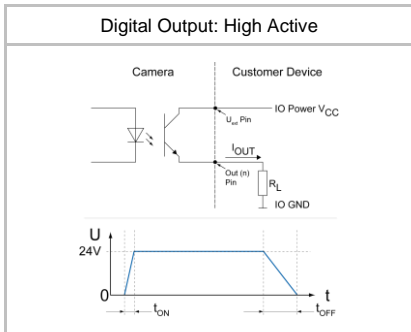 Digital Output: High Active
Camera
Customer Device
IO Power VCC
Uext Pin
IOUT
Out (n)
Pin
RL
IO GND
U
24V
0
t
tON
tOFF